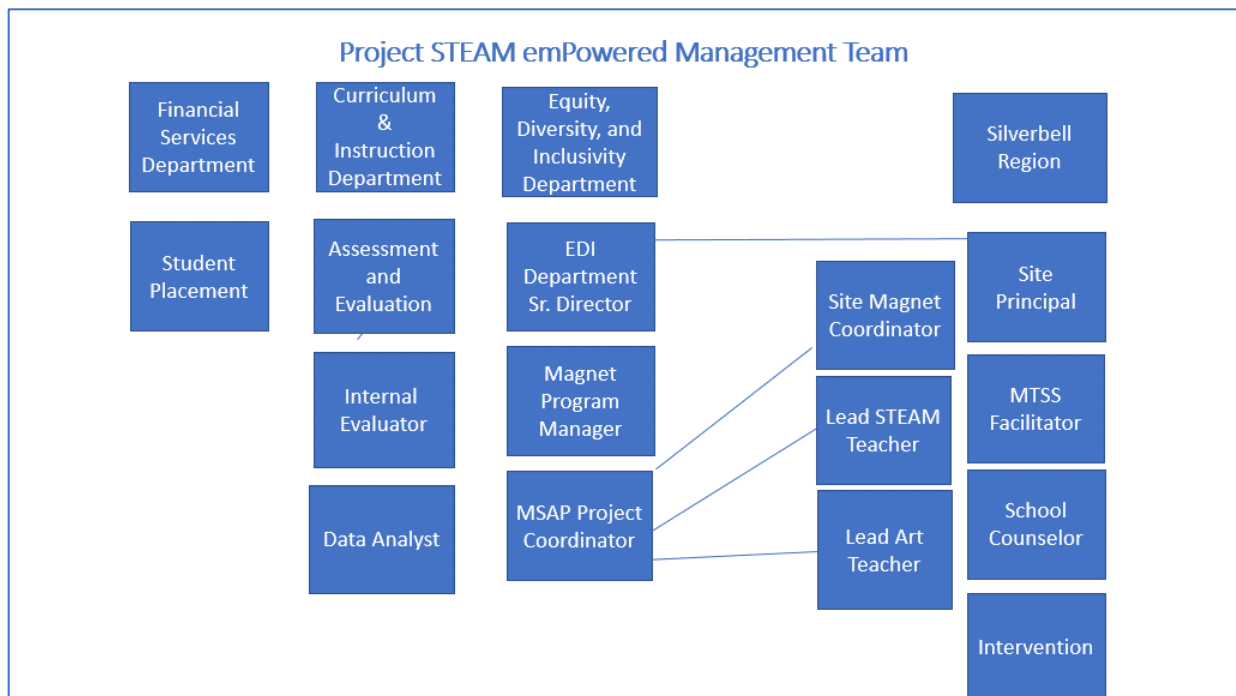 Project STEAM emPowered Management Team
Financial
Services
Department
Curriculum
&
Instruction
Department
Equity,
Diversity, and
Inclusivity
Department
Silverbell
Region
Student
Placement
Assessment
and
Evaluation
EDI
Department
Sr. Director
Site Magnet
Coordinator
Site
Principal
Internal
Evaluator
Magnet
Program
Manager
Lead STEAM
Teacher
MTSS
Facilitator
Data Analyst
MSAP Project
Coordinator
Lead Art
Teacher
School
Counselor
Intervention